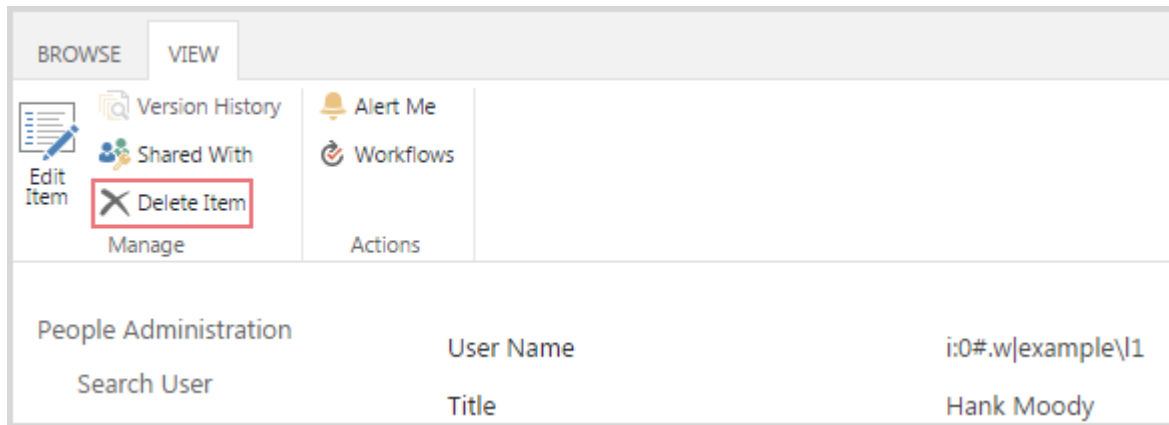 BROWSE VIEW
Edit
Item
Version History
Shared With
Delete Item
Manage
Alert Me
Workflows
Actions
People Administration
Search User
User Name i:0#.w|example\l1
Title Hank Moody